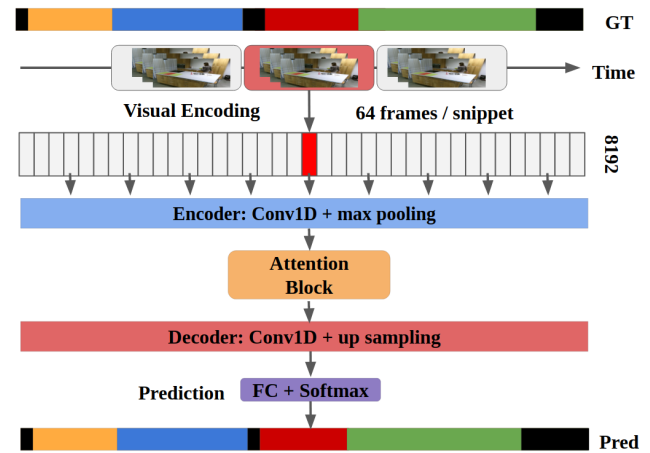 GT
Time
Visual Encoding
64 frames / snippet
8192
Encoder: Conv1D + max pooling
Attention
Block
Decoder: Conv1D + up sampling
Prediction
FC + Softmax
Pred